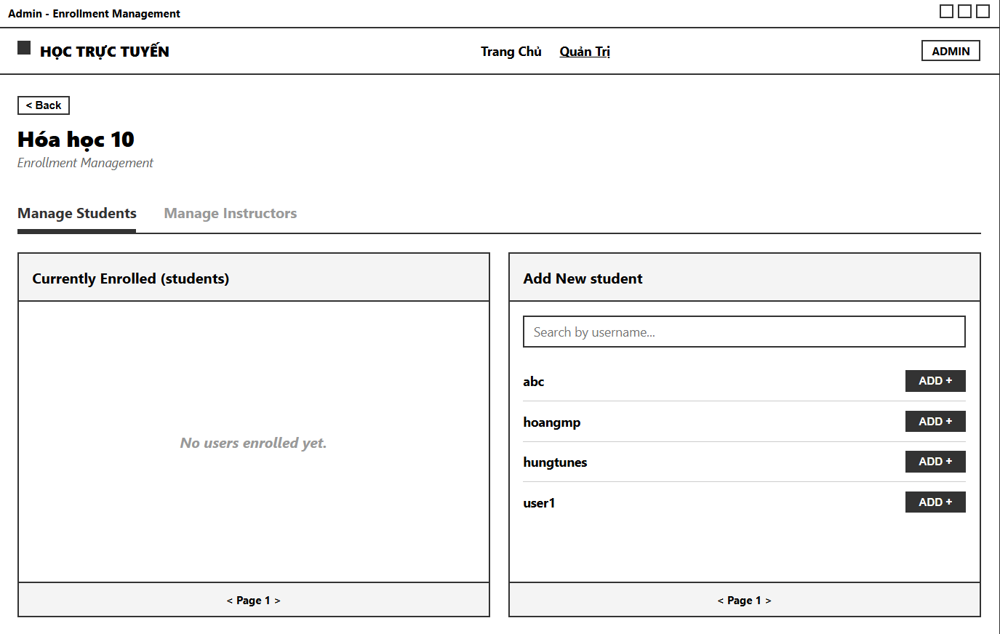 Admin - Enrollment Management
HỌC TRỰC TUYẾN
Trang Chủ
Quản Trị
ADMIN
< Back
Hóa học 10
Enrollment Management
Manage Students
Manage Instructors
Currently Enrolled (students)
No users enrolled yet.
< Page 1 >
Add New student
Search by username...
abc
ADD +
hoangmp
ADD +
hungtunes
ADD +
user1
ADD +
< Page 1 >